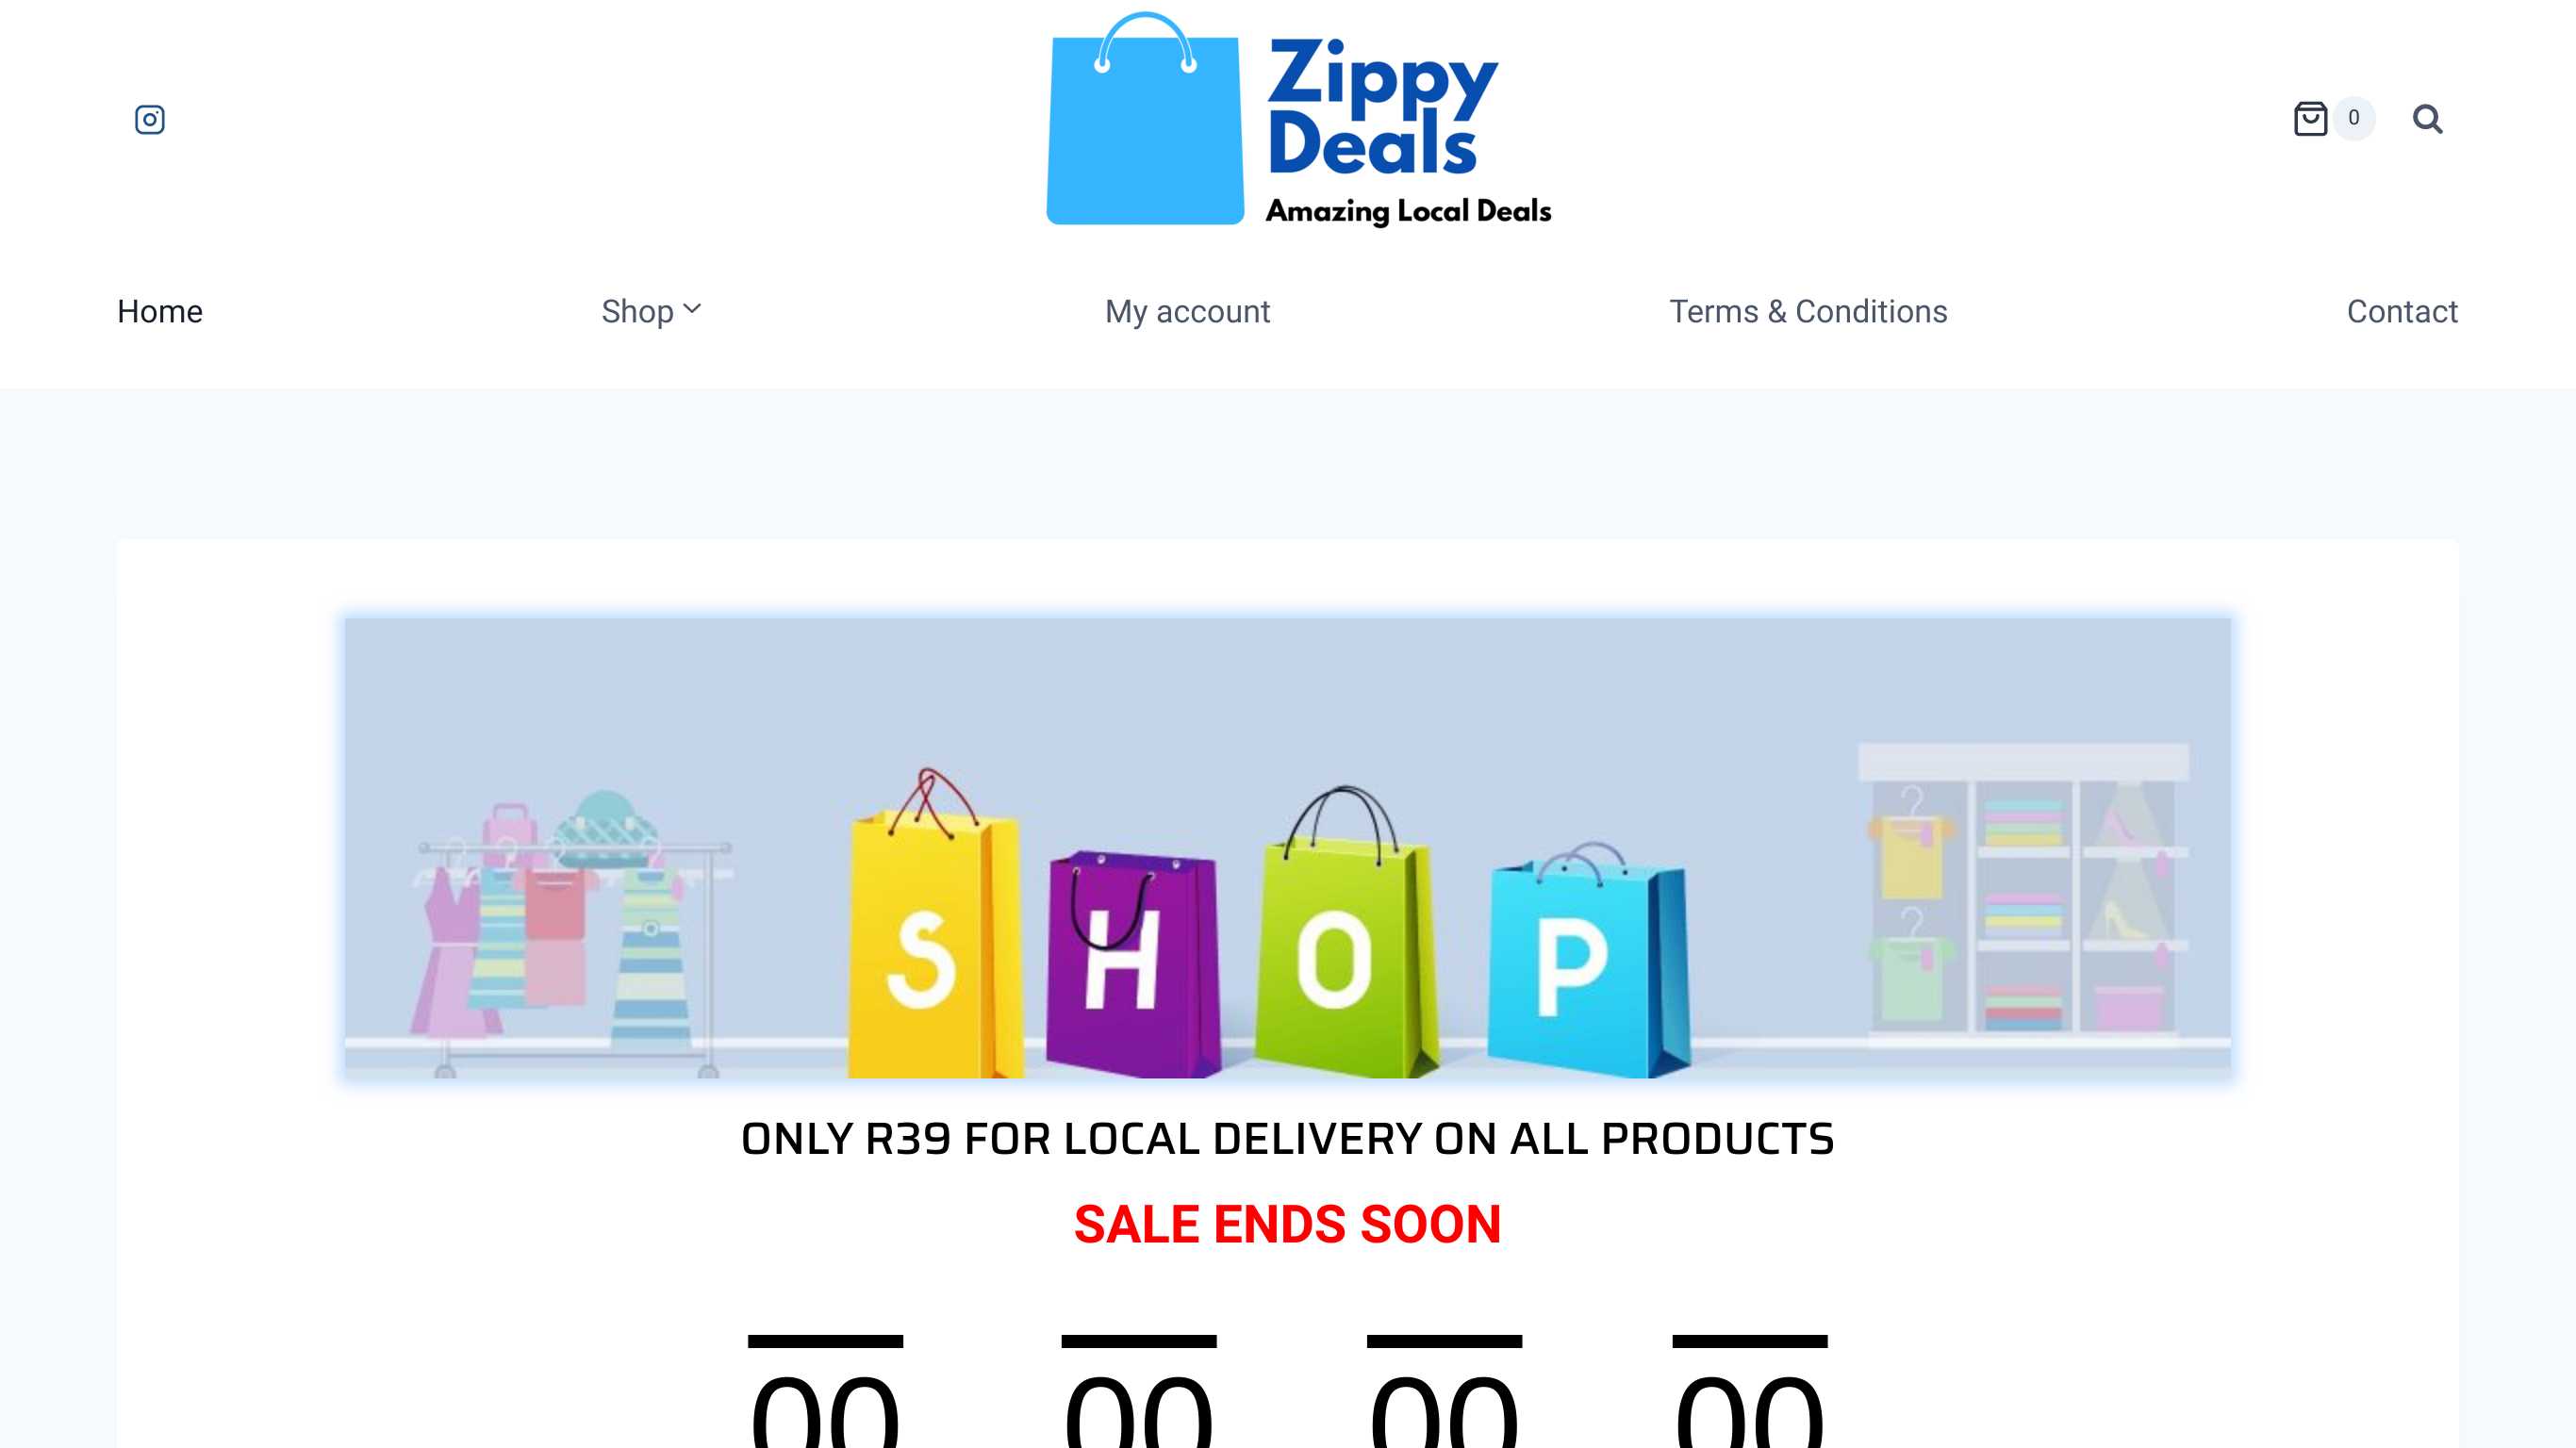 Zippy
Deals
Amazing Local Deals
0
Home
Shop
My account
Terms & Conditions
Contact
S H O P
ONLY R39 FOR LOCAL DELIVERY ON ALL PRODUCTS
SALE ENDS SOON
00 00 00 00